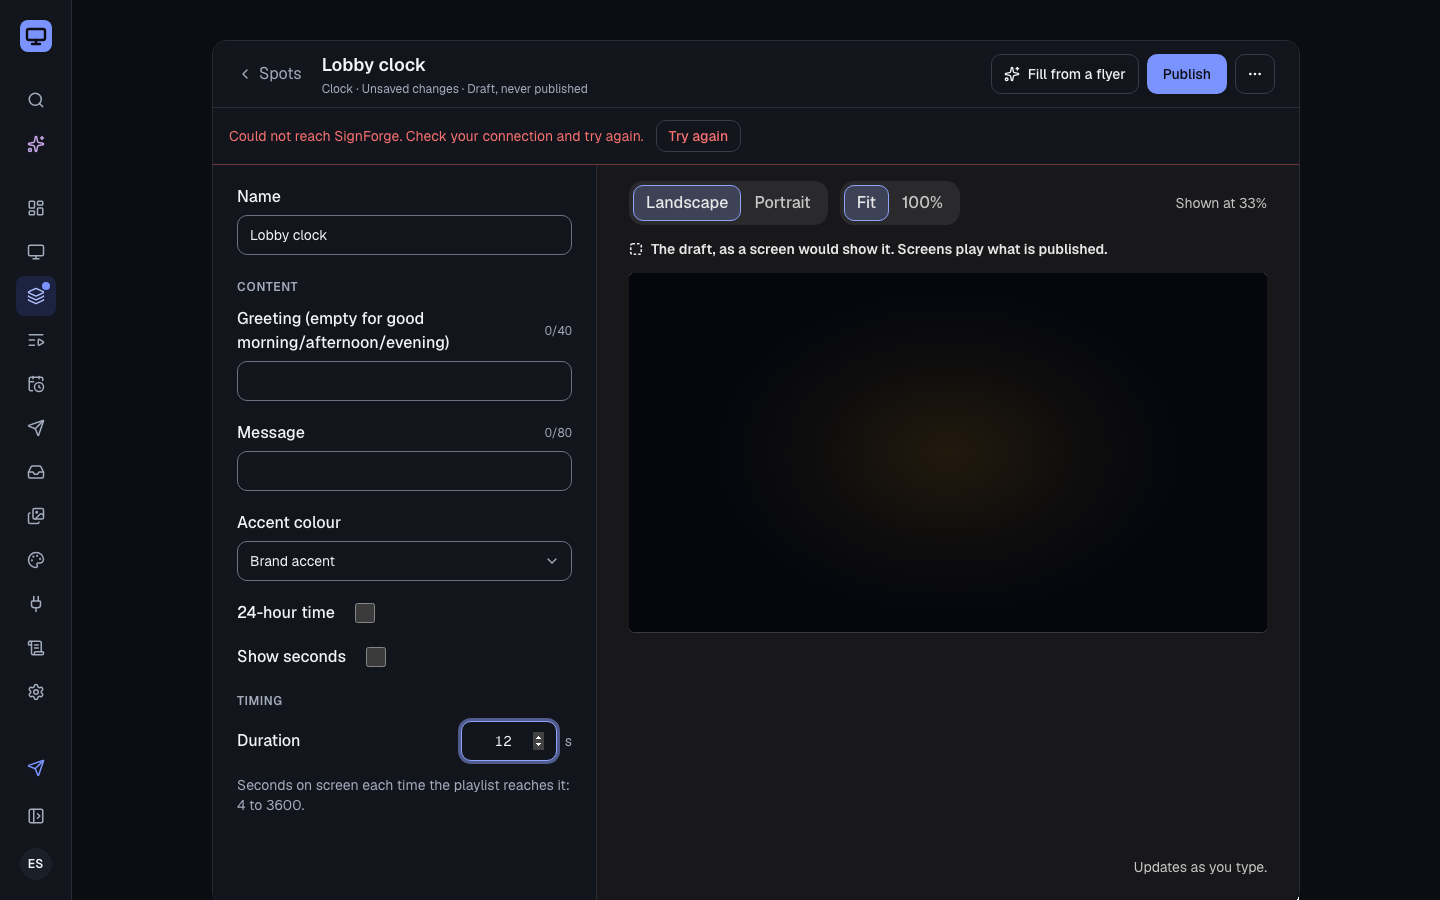 Spots
Lobby clock
Clock · Unsaved changes · Draft, never published
Fill from a flyer
Publish
Could not reach SignForge. Check your connection and try again.
Try again
Name
Lobby clock
CONTENT
Greeting (empty for good
morning/afternoon/evening)
0/40
Message
0/80
Accent colour
Brand accent
24-hour time
Show seconds
TIMING
Duration
12
s
Seconds on screen each time the playlist reaches it:
4 to 3600.
Landscape
Portrait
Fit
100%
Shown at 33%
The draft, as a screen would show it. Screens play what is published.
Updates as you type.
ES